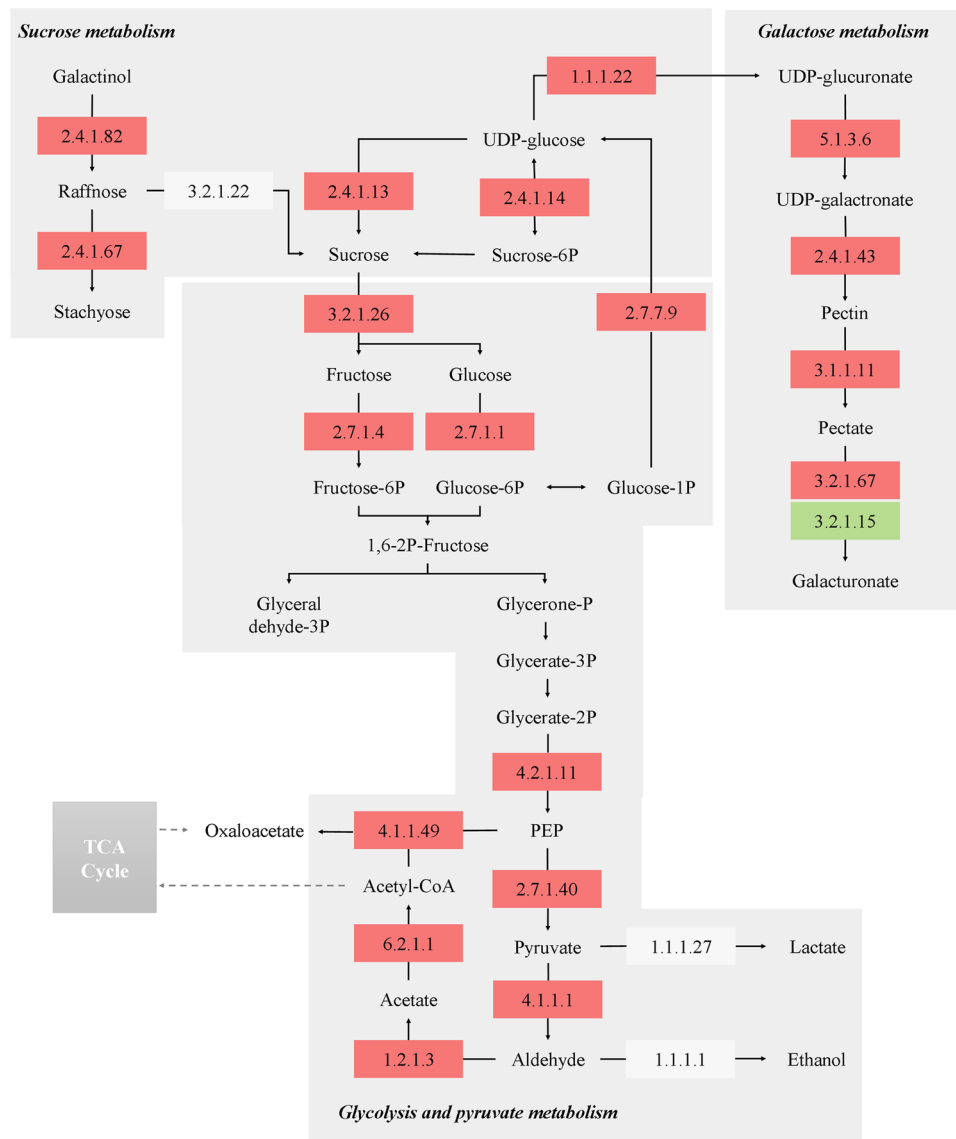 Sucrose metabolism
Galactose metabolism
Galactinol
1.1.1.22
UDP-glucuronate
2.4.1.82
UDP-glucose
5.1.3.6
Raffnose
3.2.1.22
2.4.1.13
2.4.1.14
UDP-galactronate
2.4.1.67
Sucrose
Sucrose-6P
2.4.1.43
Stachyose
3.2.1.26
2.7.7.9
Pectin
Fructose
Glucose
3.1.1.11
2.7.1.4
2.7.1.1
Pectate
Fructose-6P
Glucose-6P
Glucose-1P
3.2.1.67
3.2.1.15
1,6-2P-Fructose
Galacturonate
Glyceral
dehyde-3P
Glycerone-P
Glycerate-3P
Glycerate-2P
4.2.1.11
TCA
Cycle
Oxaloacetate
4.1.1.49
PEP
Acetyl-CoA
2.7.1.40
6.2.1.1
Pyruvate
1.1.1.27
Lactate
Acetate
4.1.1.1
1.2.1.3
Aldehyde
1.1.1.1
Ethanol
Glycolysis and pyruvate metabolism